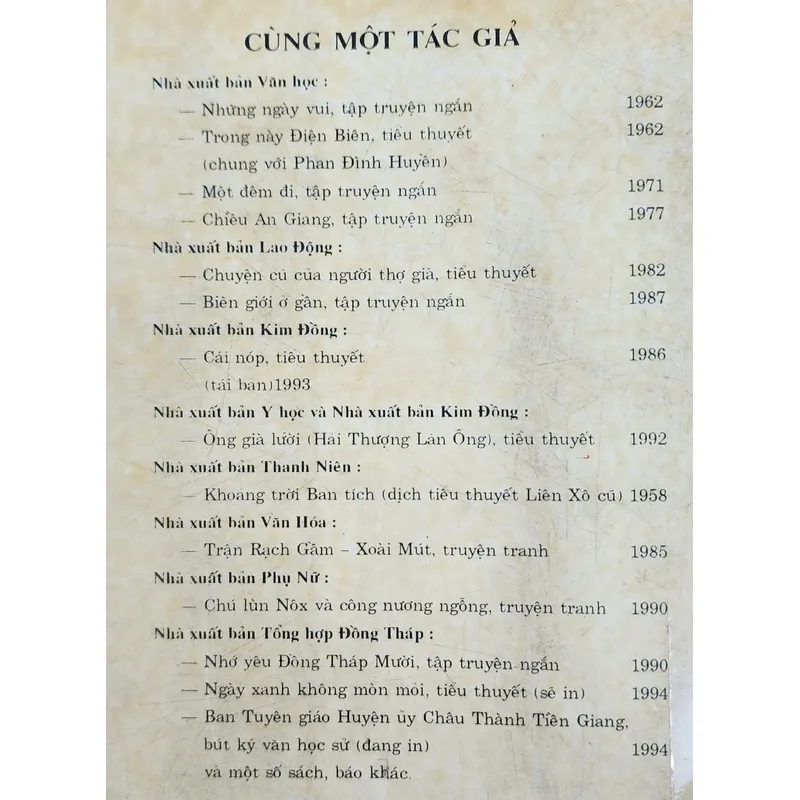 CÙNG MỘT TÁC GIẢ
Nhà xuất bản Văn học :
— Những ngày vui, tập truyện ngắn 1962
— Trong này Điện Biên, tiểu thuyết 1962
(chung với Phan Đình Huyền)
— Một đêm đi, tập truyện ngắn 1971
— Chiều An Giang, tập truyện ngắn 1977
Nhà xuất bản Lao Động :
— Chuyện cũ của người thợ già, tiểu thuyết 1982
— Biên giới ở gần, tập truyện ngắn 1987
Nhà xuất bản Kim Đồng :
— Cái nóp, tiểu thuyết 1986
(tái bản)1993
Nhà xuất bản Y học và Nhà xuất bản Kim Đồng :
— Ông già lười (Hải Thượng Lãn Ông), tiểu thuyết 1992
Nhà xuất bản Thanh Niên :
— Khoảng trời Ban tích (dịch tiểu thuyết Liên Xô cũ) 1958
Nhà xuất bản Văn Hóa :
— Trận Rạch Gầm – Xoài Mút, truyện tranh 1985
Nhà xuất bản Phụ Nữ :
— Chú lùn Nôx và công nương ngỗng, truyện tranh 1990
Nhà xuất bản Tổng hợp Đồng Tháp :
— Nhớ yêu Đồng Tháp Mười, tập truyện ngắn 1990
— Ngày xanh không mòn mỏi, tiểu thuyết (sẽ in) 1994
— Ban Tuyên giáo Huyện ủy Châu Thành Tiền Giang,
bút ký văn học sử (đang in) 1994
và một số sách, báo khác.